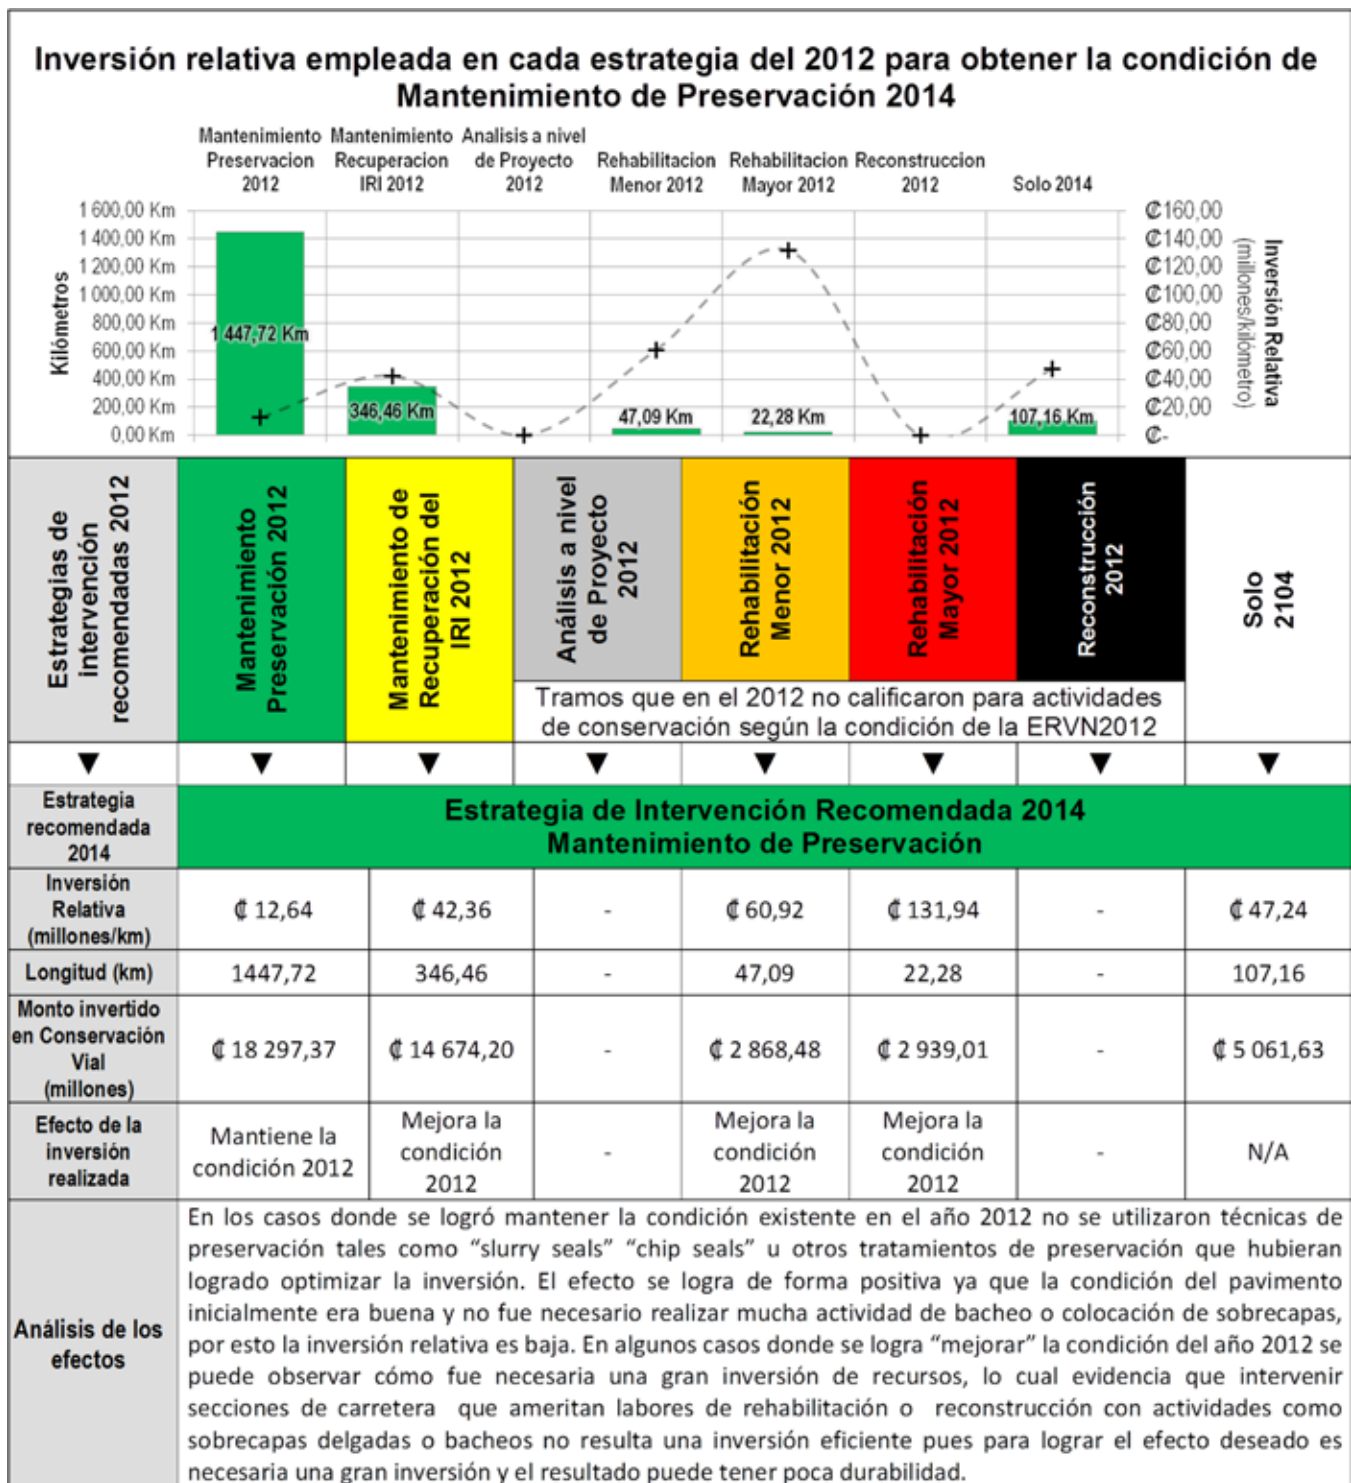 Inversión relativa empleada en cada estrategia del 2012 para obtener la condición de
Mantenimiento de Preservación 2014
Mantenimiento
Preservacion
2012
Mantenimiento
Recuperacion
IRI 2012
Analisis a nivel
de Proyecto
2012
Rehabilitacion
Menor 2012
Rehabilitacion
Mayor 2012
Reconstruccion
2012
Solo 2014
Kilómetros
1 600,00 Km
1 400,00 Km
1 200,00 Km
1 000,00 Km
800,00 Km
600,00 Km
400,00 Km
200,00 Km
0,00 Km
1 447,72 Km
346,46 Km
47,09 Km
22,28 Km
107,16 Km
₡160,00
₡140,00
₡120,00
₡100,00
₡80,00
₡60,00
₡40,00
₡20,00
₡-
Inversión Relativa
(millones/kilómetro)
Estrategias de
intervención
recomendadas 2012
Mantenimiento
Preservación 2012
Mantenimiento de
Recuperación del
IRI 2012
Análisis a nivel
de Proyecto
2012
Rehabilitación
Menor 2012
Rehabilitación
Mayor 2012
Reconstrucción
2012
Solo
2104
Tramos que en el 2012 no calificaron para actividades
de conservación según la condición de la ERVN2012
Estrategia
recomendada
2014
Estrategia de Intervención Recomendada 2014
Mantenimiento de Preservación
Inversión
Relativa
(millones/km)
₡ 12,64
₡ 42,36
-
₡ 60,92
₡ 131,94
-
₡ 47,24
Longitud (km)
1447,72
346,46
-
47,09
22,28
-
107,16
Monto invertido
en Conservación
Vial
(millones)
₡ 18 297,37
₡ 14 674,20
-
₡ 2 868,48
₡ 2 939,01
-
₡ 5 061,63
Efecto de la
inversión
realizada
Mantiene la
condición 2012
Mejora la
condición
2012
-
Mejora la
condición
2012
Mejora la
condición
2012
-
N/A
Análisis de los
efectos
En los casos donde se logró mantener la condición existente en el año 2012 no se utilizaron técnicas de
preservación tales como “slurry seals” “chip seals” u otros tratamientos de preservación que hubieran
logrado optimizar la inversión. El efecto se logra de forma positiva ya que la condición del pavimento
inicialmente era buena y no fue necesario realizar mucha actividad de bacheo o colocación de sobrecapas,
por esto la inversión relativa es baja. En algunos casos donde se logra “mejorar” la condición del año 2012 se
puede observar cómo fue necesaria una gran inversión de recursos, lo cual evidencia que intervenir
secciones de carretera que ameritan labores de rehabilitación o reconstrucción con actividades como
sobrecapas delgadas o bacheos no resulta una inversión eficiente pues para lograr el efecto deseado es
necesaria una gran inversión y el resultado puede tener poca durabilidad.